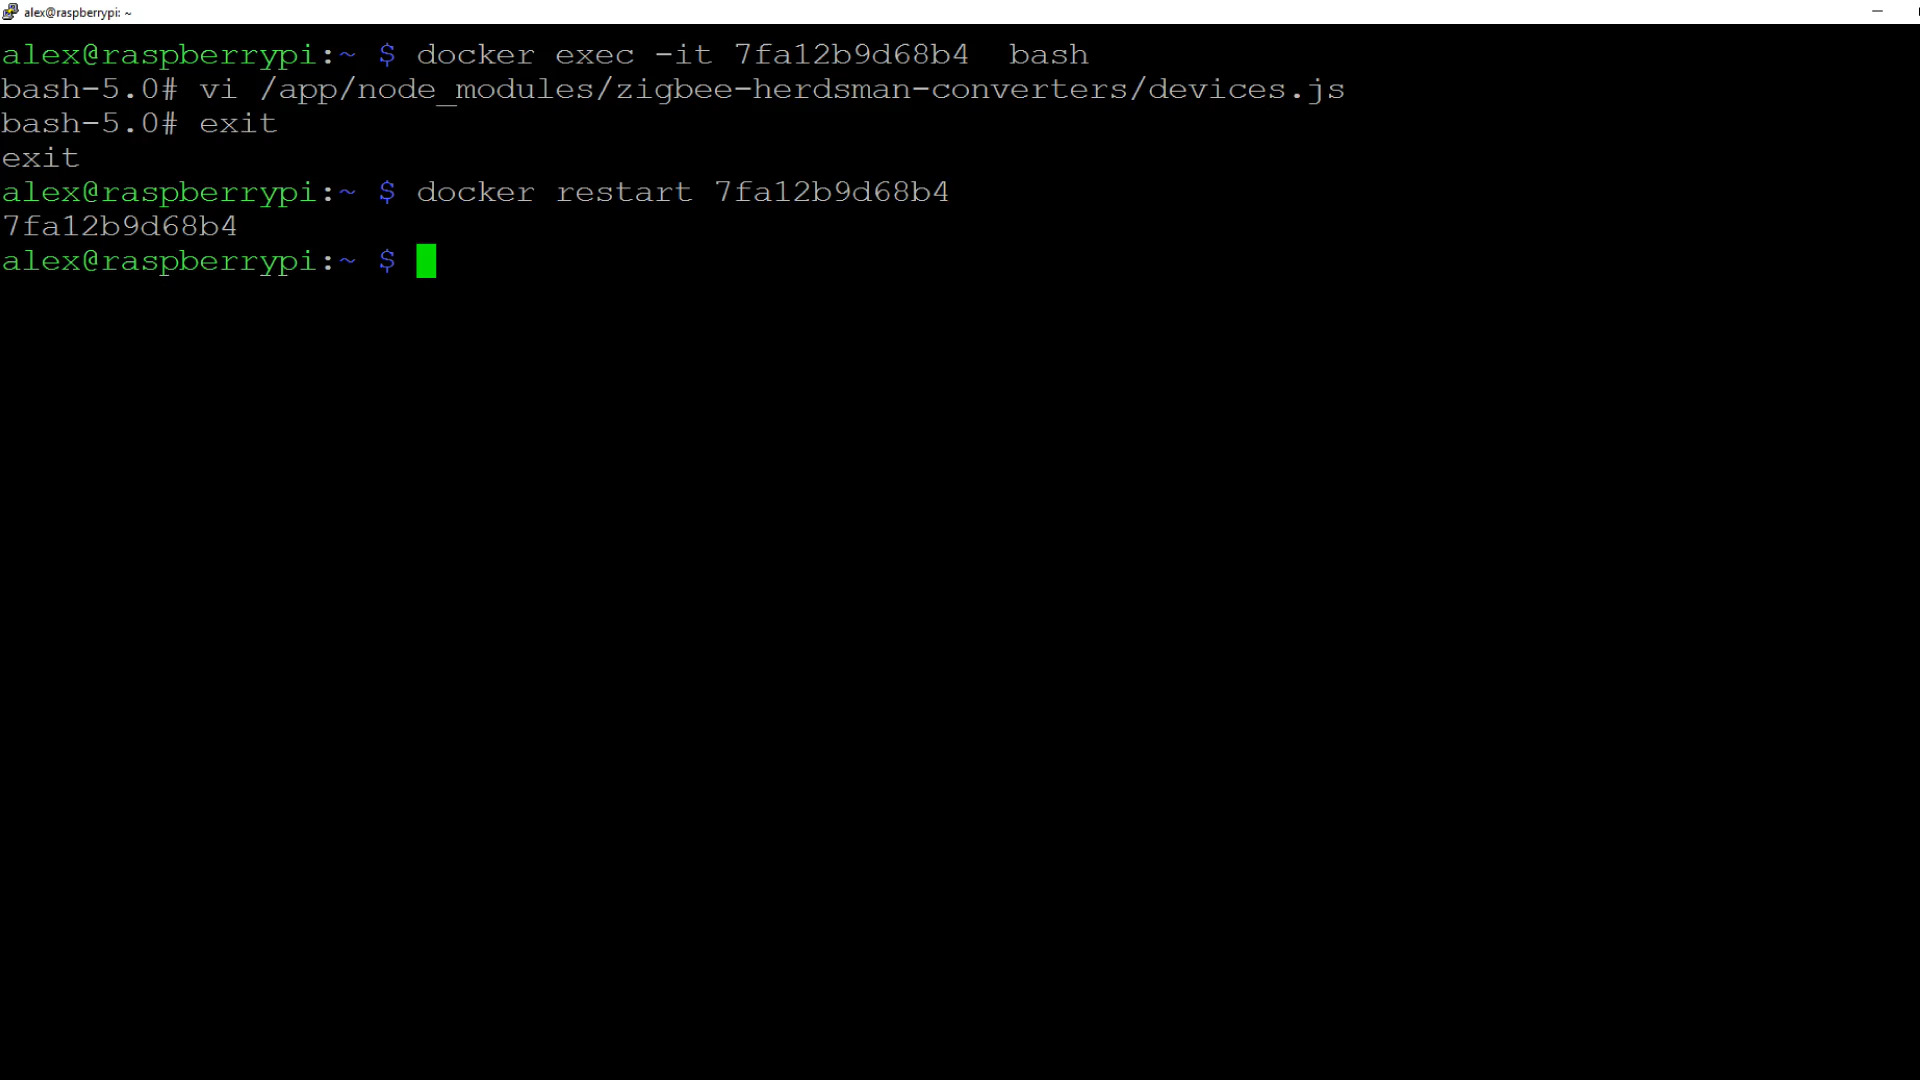 alex@raspberrypi: ~
alex@raspberrypi:~ $ docker exec -it 7fa12b9d68b4  bash
bash-5.0# vi /app/node_modules/zigbee-herdsman-converters/devices.js
bash-5.0# exit
exit
alex@raspberrypi:~ $ docker restart 7fa12b9d68b4
7fa12b9d68b4
alex@raspberrypi:~ $